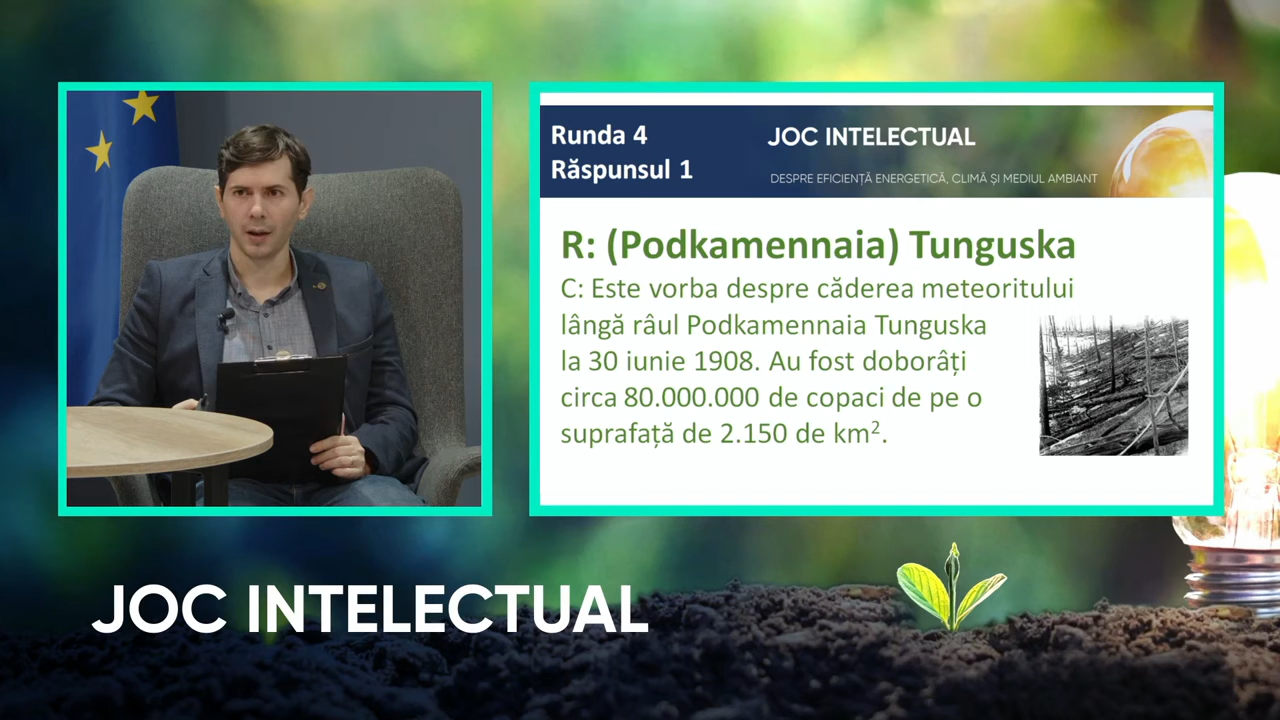 Runda 4
Răspunsul 1
JOC INTELECTUAL
DESPRE EFICIENȚĂ ENERGETICĂ, CLIMĂ ȘI MEDIUL AMBIANT
R: (Podkamennaia) Tunguska
C: Este vorba despre căderea meteoritului
lângă râul Podkamennaia Tunguska
la 30 iunie 1908. Au fost doborâți
circa 80.000.000 de copaci de pe o
suprafață de 2.150 de km².
JOC INTELECTUAL